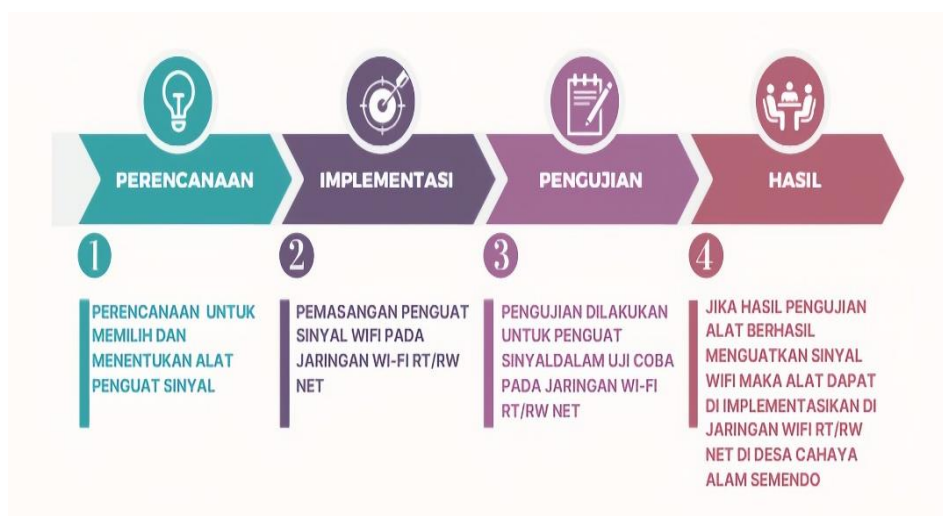 PERENCANAAN
IMPLEMENTASI
PENGUJIAN
HASIL
1
PERENCANAAN UNTUK
MEMILIH DAN
MENENTUKAN ALAT
PENGUAT SINYAL
2
PEMASANGAN PENGUAT
SINYAL WIFI PADA
JARINGAN WI-FI RT/RW
NET
3
PENGUJIAN DILAKUKAN
UNTUK PENGUAT
SINYALDALAM UJI COBA
PADA JARINGAN WI-FI
RT/RW NET
4
JIKA HASIL PENGUJIAN
ALAT BERHASIL
MENGUATKAN SINYAL
WIFI MAKA ALAT DAPAT
DI IMPLEMENTASIKAN DI
JARINGAN WIFI RT/RW
NET DI DESA CAHAYA
ALAM SEMENDO